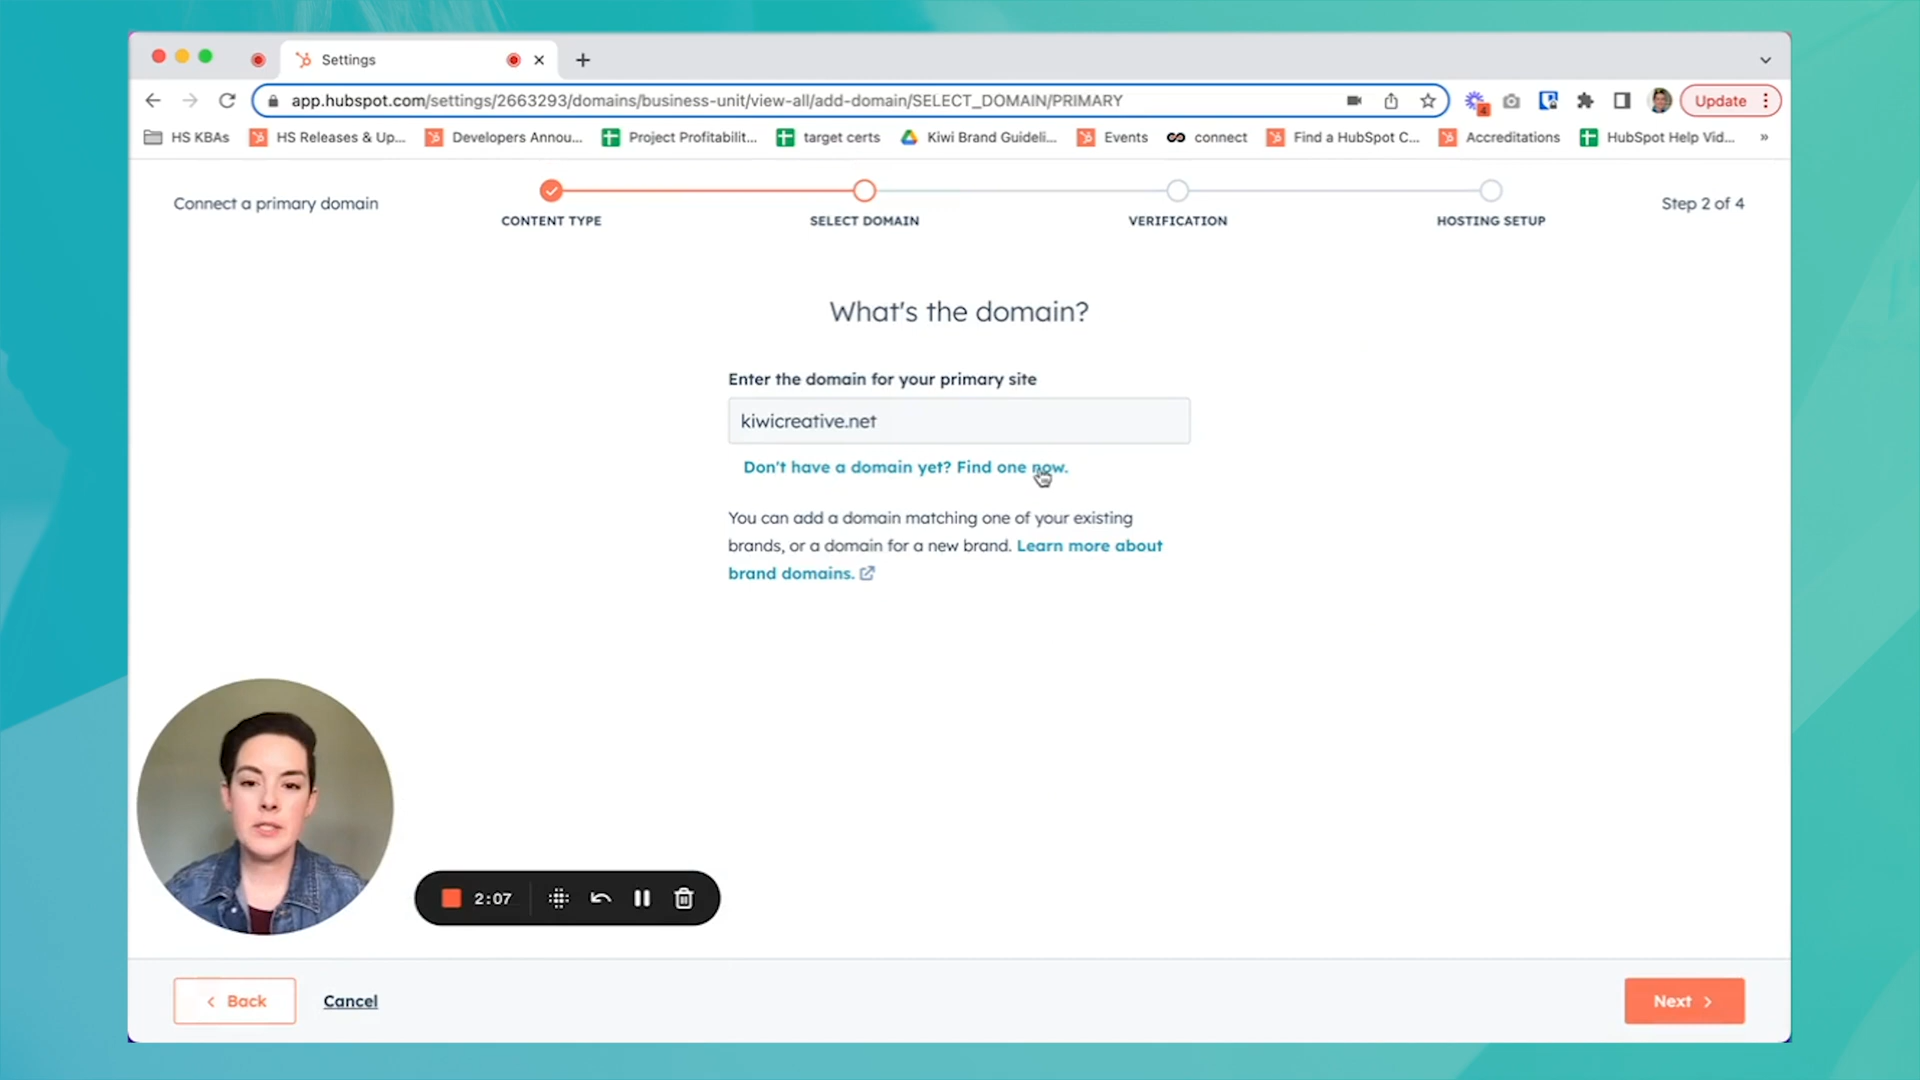 Settings
app.hubspot.com/settings/2663293/domains/business-unit/view-all/add-domain/SELECT_DOMAIN/PRIMARY
4
Update
HS KBAs
HS Releases & Up...
Developers Annou...
Project Profitabilit...
target certs
Kiwi Brand Guideli...
Events
connect
Find a HubSpot C...
Accreditations
HubSpot Help Vid...
»
Connect a primary domain
CONTENT TYPE
SELECT DOMAIN
VERIFICATION
HOSTING SETUP
Step 2 of 4
What's the domain?
Enter the domain for your primary site
kiwicreative.net
Don't have a domain yet? Find one now.
You can add a domain matching one of your existing
brands, or a domain for a new brand. Learn more about
brand domains.
2:07
Back
Cancel
Next